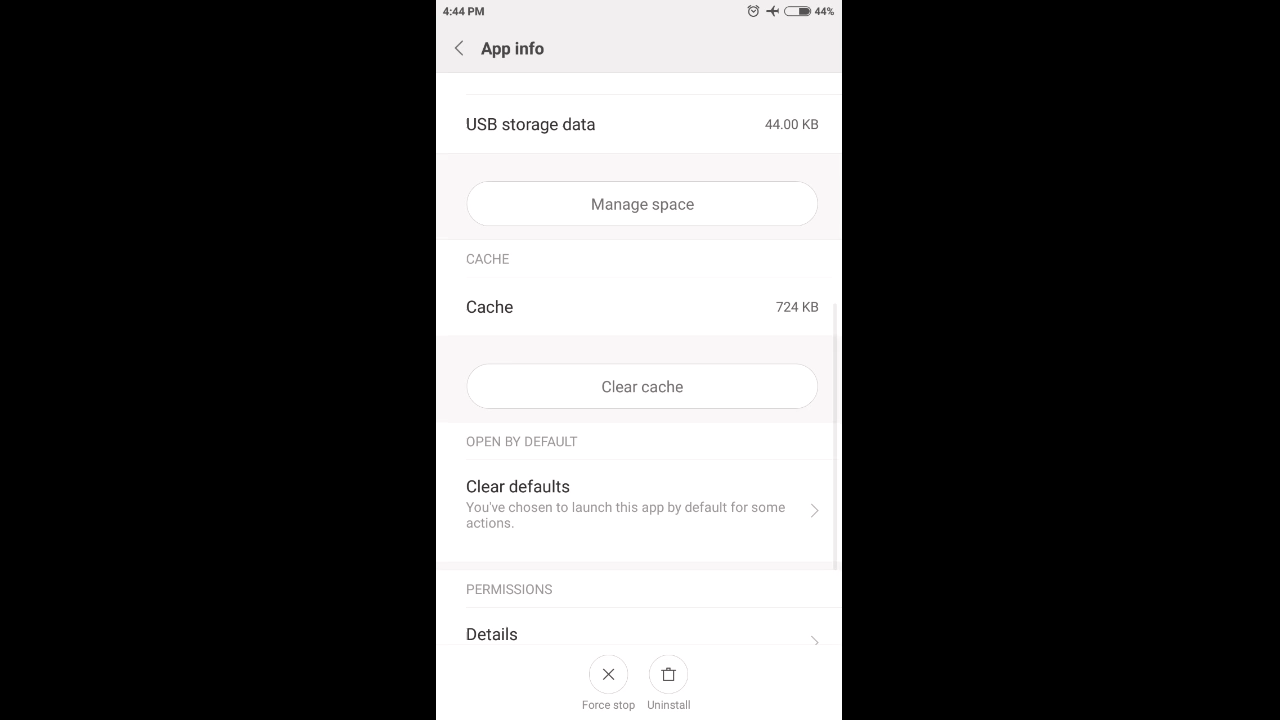 4:44 PM
44%
App info
USB storage data
44.00 KB
Manage space
CACHE
Cache
724 KB
Clear cache
OPEN BY DEFAULT
Clear defaults
You've chosen to launch this app by default for some
actions.
PERMISSIONS
Details
Force stop
Uninstall